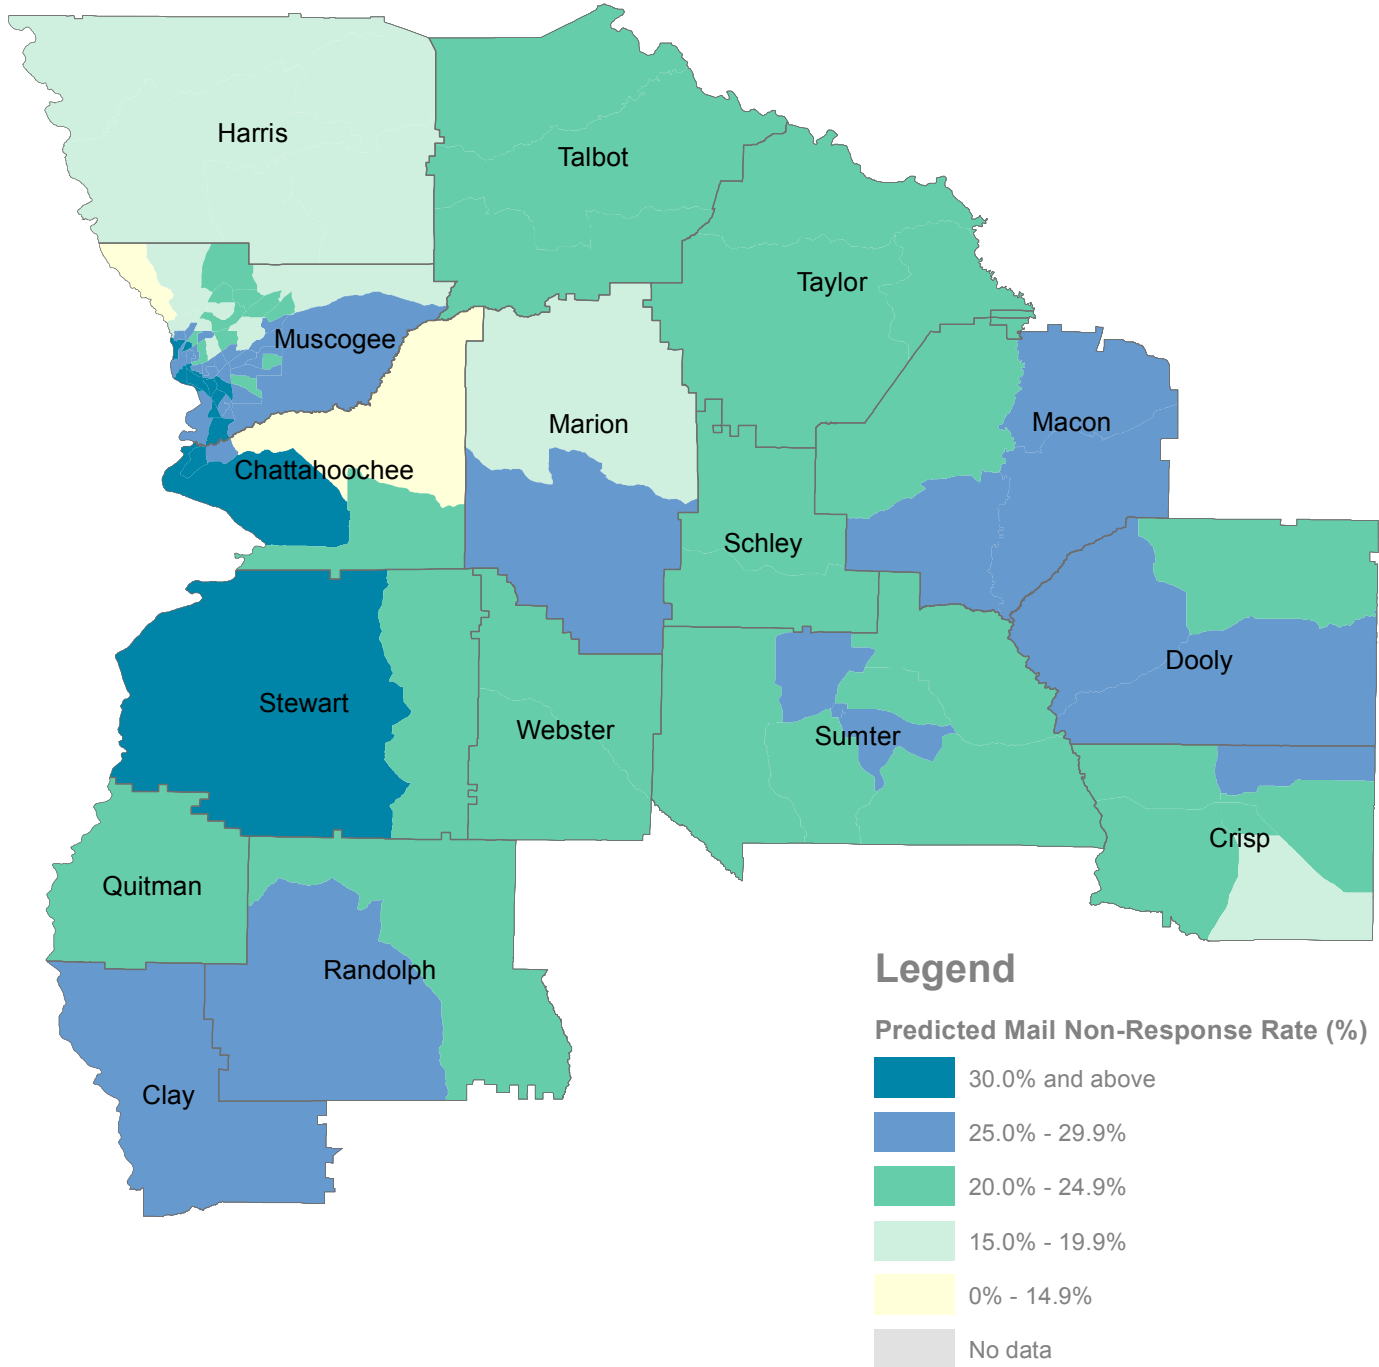 Harris
Talbot
Taylor
Muscogee
Marion
Macon
Chattahoochee
Schley
Dooly
Stewart
Webster
Sumter
Crisp
Quitman
Randolph
Clay
Legend
Predicted Mail Non-Response Rate (%)
30.0% and above
25.0% - 29.9%
20.0% - 24.9%
15.0% - 19.9%
0% - 14.9%
No data